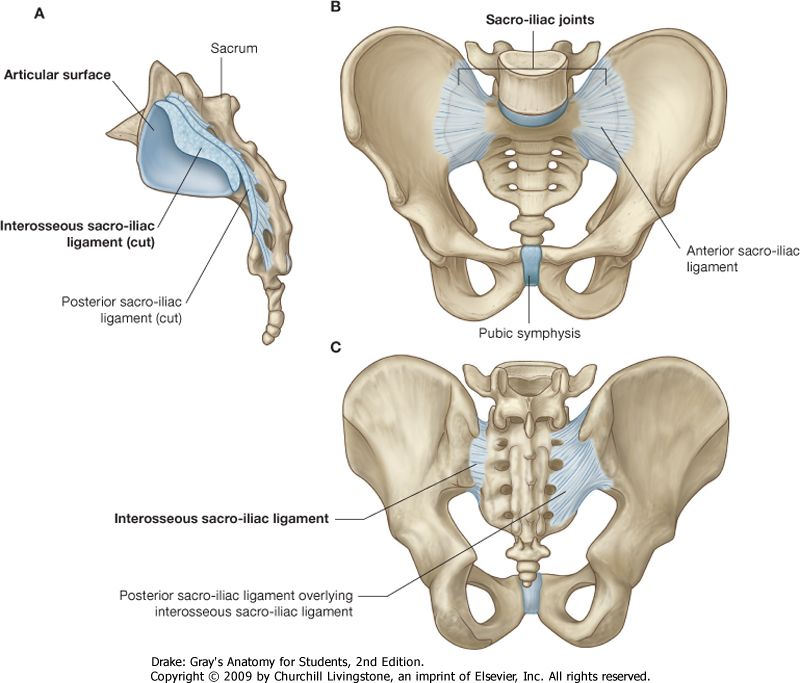 A
Sacrum
Articular surface
Interosseous sacro-iliac
ligament (cut)
Posterior sacro-iliac
ligament (cut)
B
Sacro-iliac joints
Anterior sacro-iliac
ligament
Pubic symphysis
C
Interosseous sacro-iliac ligament
Posterior sacro-iliac ligament overlying
interosseous sacro-iliac ligament
Drake: Gray's Anatomy for Students, 2nd Edition.
Copyright © 2009 by Churchill Livingstone, an imprint of Elsevier, Inc. All rights reserved.